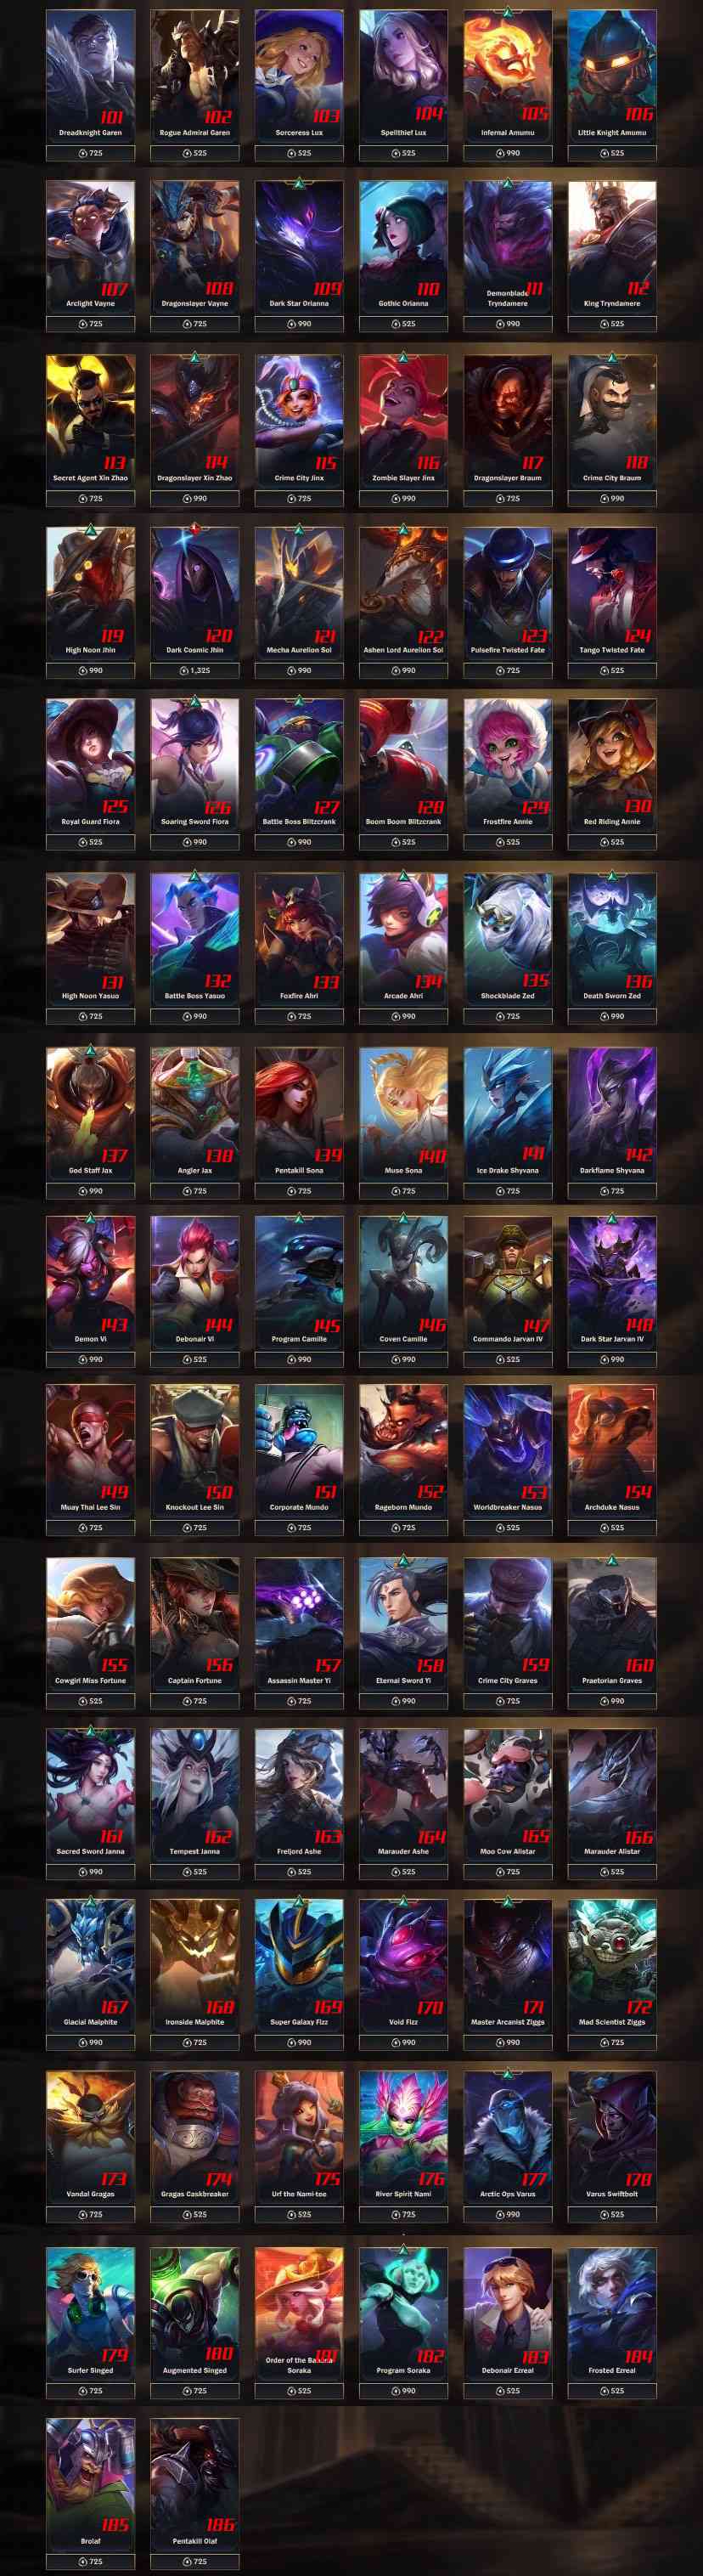 101 102 103 104 105 106
Dreadknight Garen Rogue Admiral Garen Sorceress Lux Spellthief Lux Infernal Amumu Little Knight Amumu
725 525 525 525 990 525
107 108 109 110 111 112
Demonblade
Arclight Vayne Dragonslayer Vayne Dark Star Orianna Gothic Orianna Tryndamere King Tryndamere
725 725 990 525 990 525
113 114 115 116 117 118
Secret Agent Xin Zhao Dragonslayer Xin Zhao Crime City Jinx Zombie Slayer Jinx Dragonslayer Braum Crime City Braum
725 990 725 990 725 990
119 120 121 122 123 124
High Noon Jhin Dark Cosmic Jhin Mecha Aurelion Sol Ashen Lord Aurelion Sol Pulsefire Twisted Fate Tango Twisted Fate
990 1,325 990 990 725 525
125 126 127 128 129 130
Royal Guard Fiora Soaring Sword Fiora Battle Boss Blitzcrank Boom Boom Blitzcrank Frostfire Annie Red Riding Annie
525 990 990 525 525 525
131 132 133 134 135 136
High Noon Yasuo Battle Boss Yasuo Foxfire Ahri Arcade Ahri Shockblade Zed Death Sworn Zed
725 990 725 990 725 990
137 138 139 140 141 142
God Staff Jax Angler Jax Pentakill Sona Muse Sona Ice Drake Shyvana Darkflame Shyvana
990 725 725 725 725 725
143 144 145 146 147 148
Demon Vi Debonair Vi Program Camille Coven Camille Commando Jarvan IV Dark Star Jarvan IV
990 525 990 990 525 990
149 150 151 152 153 154
Muay Thai Lee Sin Knockout Lee Sin Corporate Mundo Rageborn Mundo Worldbreaker Nasus Archduke Nasus
725 725 725 725 525 525
155 156 157 158 159 160
Cowgirl Miss Fortune Captain Fortune Assassin Master Yi Eternal Sword Yi Crime City Graves Praetorian Graves
525 725 725 990 725 990
161 162 163 164 165 166
Sacred Sword Janna Tempest Janna Freljord Ashe Marauder Ashe Moo Cow Alistar Marauder Alistar
990 525 525 525 725 525
167 168 169 170 171 172
Glacial Malphite Ironside Malphite Super Galaxy Fizz Void Fizz Master Arcanist Ziggs Mad Scientist Ziggs
990 725 990 990 990 725
173 174 175 176 177 178
Vandal Gragas Gragas Caskbreaker Urf the Nami-tee River Spirit Nami Arctic Ops Varus Varus Swiftbolt
725 525 525 725 990 525
179 180 181 182 183 184
Order of the Banana
Surfer Singed Augmented Singed Soraka Program Soraka Debonair Ezreal Frosted Ezreal
725 725 525 990 525 525
185 186
Brolaf Pentakill Olaf
725 725